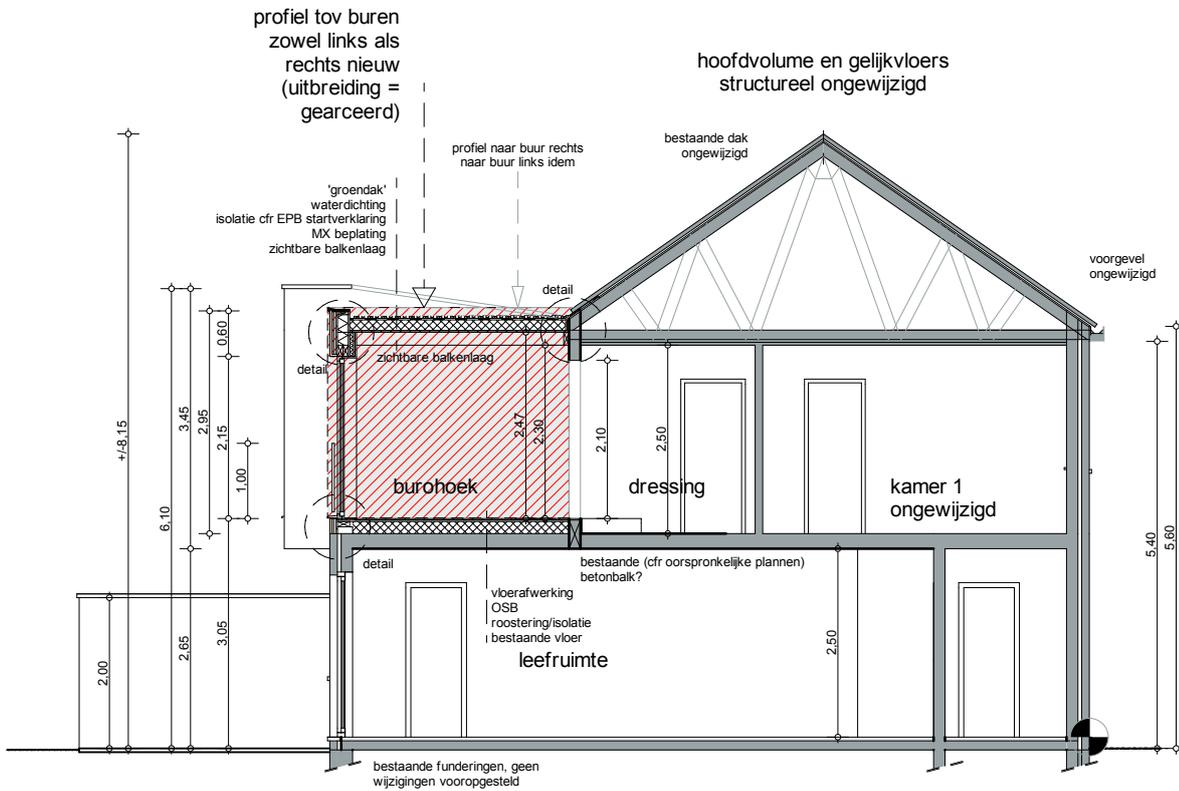 profiel tov buren
zowel links als
rechts nieuw
(uitbreiding =
gearceerd)
hoofdvolume en gelijkvloers
structureel ongewijzigd
bestaande dak
ongewijzigd
profiel naar buur rechts
naar buur links idem
'groendak'
waterdichting
isolatie cfr EPB startverklaring
MX beplating
zichtbare balkenlaag
voorgevel
ongewijzigd
detail
detail
zichtbare balkenlaag
0.60
+/-8,15
6,10
3,45
2,95
2,15
1.00
2,47
2,30
2,10
2,50
burohoek
dressing
kamer 1
ongewijzigd
5,40
5,60
detail
bestaande (cfr oorspronkelijke plannen)
betonbalk?
vloerafwerking
OSB
roostering/isolatie
bestaande vloer
leefruimte
2,00
2,65
3,05
2,50
bestaande funderingen, geen
wijzigingen vooropgesteld